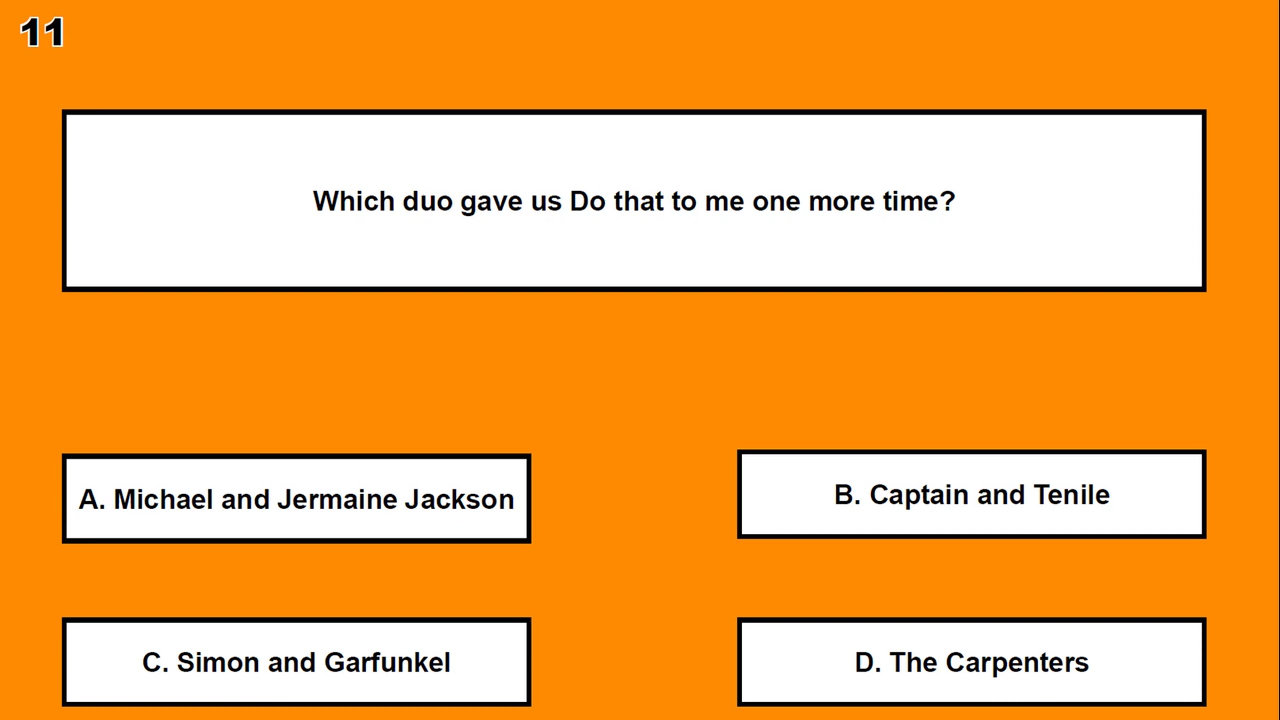 11
Which duo gave us Do that to me one more time?
A. Michael and Jermaine Jackson
B. Captain and Tenile
C. Simon and Garfunkel
D. The Carpenters